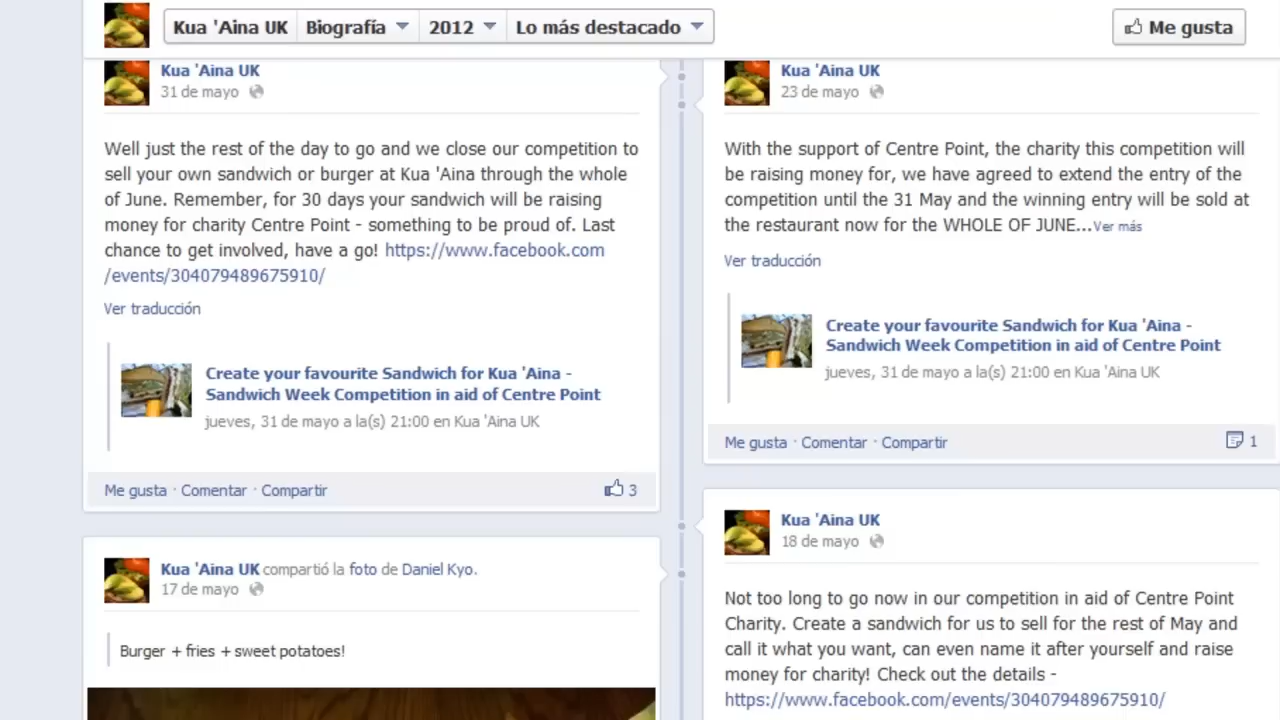 Kua 'Aina UK Biografía 2012 Lo más destacado Me gusta
Kua 'Aina UK
31 de mayo
Well just the rest of the day to go and we close our competition to
sell your own sandwich or burger at Kua 'Aina through the whole
of June. Remember, for 30 days your sandwich will be raising
money for charity Centre Point - something to be proud of. Last
chance to get involved, have a go! https://www.facebook.com
/events/304079489675910/
Ver traducción
Create your favourite Sandwich for Kua 'Aina -
Sandwich Week Competition in aid of Centre Point
jueves, 31 de mayo a la(s) 21:00 en Kua 'Aina UK
Me gusta · Comentar · Compartir 3
Kua 'Aina UK compartió la foto de Daniel Kyo.
17 de mayo
Burger + fries + sweet potatoes!
Kua 'Aina UK
23 de mayo
With the support of Centre Point, the charity this competition will
be raising money for, we have agreed to extend the entry of the
competition until the 31 May and the winning entry will be sold at
the restaurant now for the WHOLE OF JUNE...Ver más
Ver traducción
Create your favourite Sandwich for Kua 'Aina -
Sandwich Week Competition in aid of Centre Point
jueves, 31 de mayo a la(s) 21:00 en Kua 'Aina UK
Me gusta · Comentar · Compartir 1
Kua 'Aina UK
18 de mayo
Not too long to go now in our competition in aid of Centre Point
Charity. Create a sandwich for us to sell for the rest of May and
call it what you want, can even name it after yourself and raise
money for charity! Check out the details -
https://www.facebook.com/events/304079489675910/